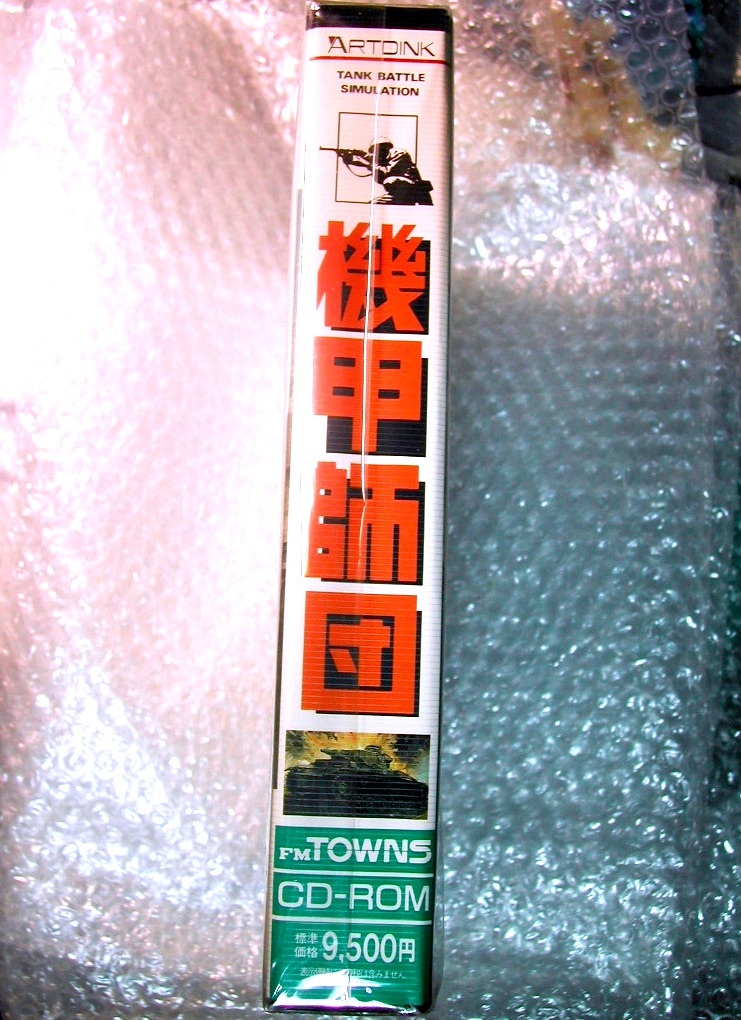 ARTDINK
TANK BATTLE
SIMULATION
機甲師団
FM TOWNS
CD-ROM
標準
価格 9,500円